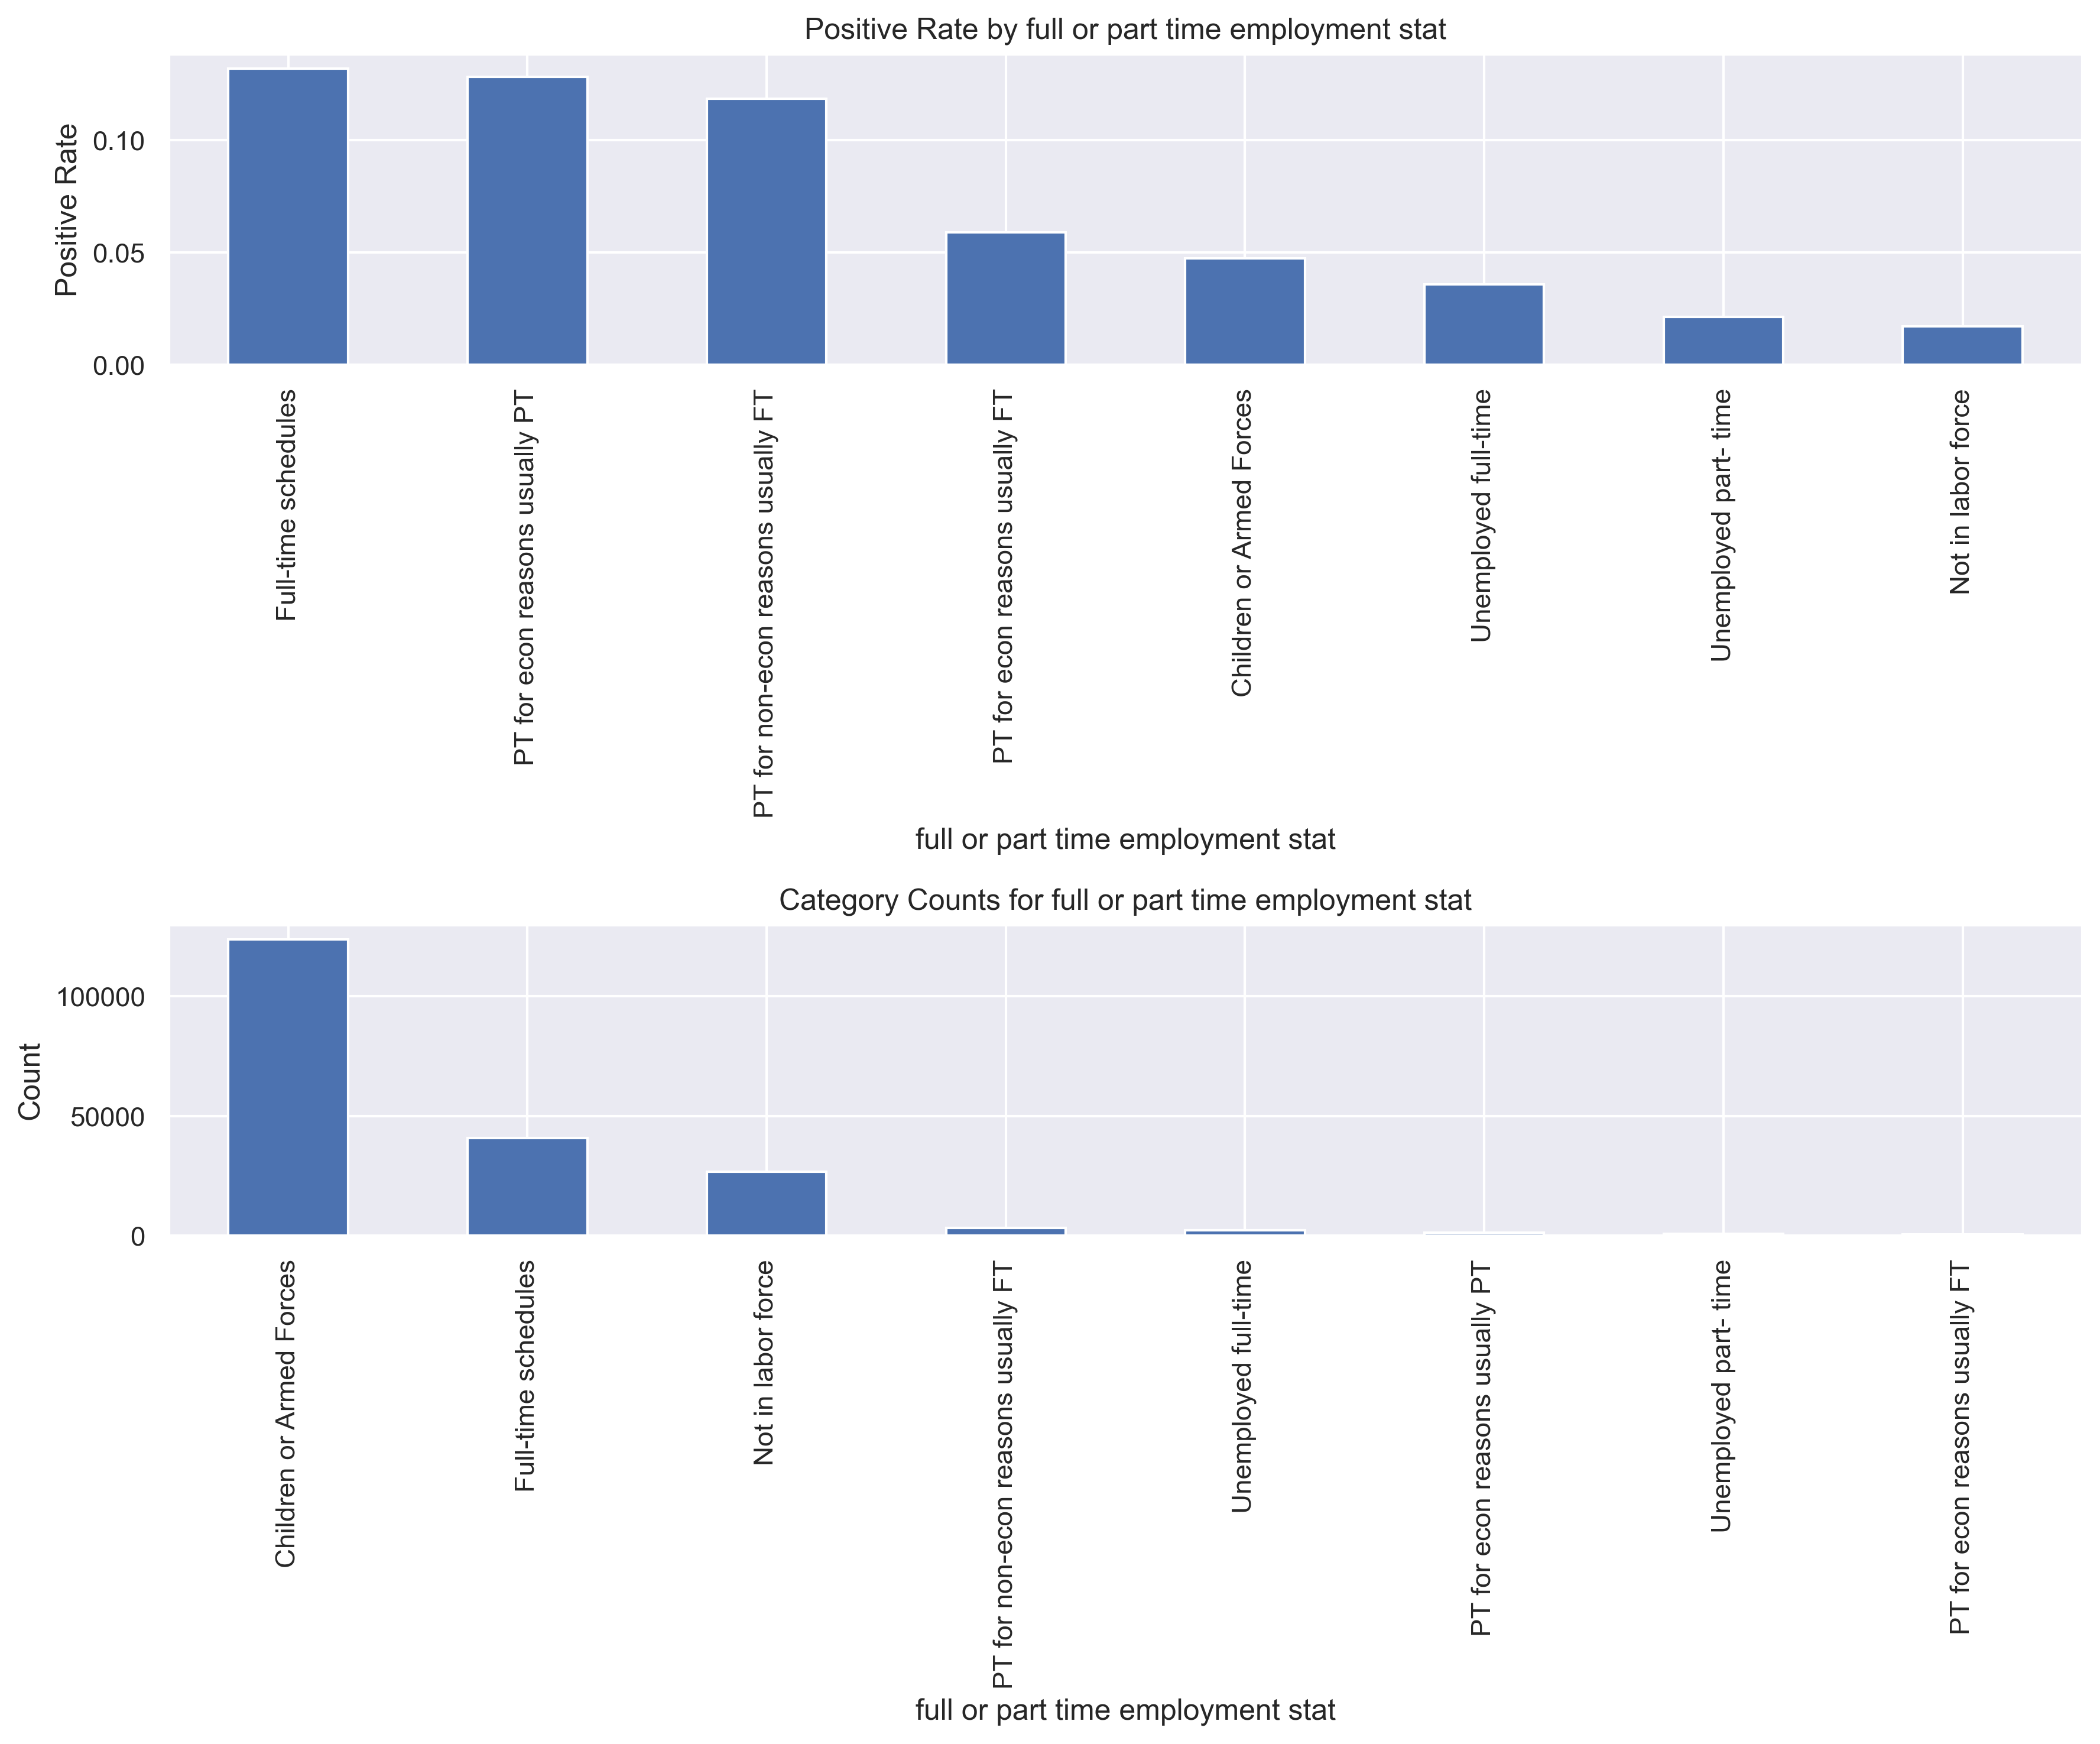 Positive Rate by full or part time employment stat
Positive Rate
0.10
0.05
0.00
Full-time schedules
PT for econ reasons usually PT
PT for non-econ reasons usually FT
PT for econ reasons usually FT
Children or Armed Forces
Unemployed full-time
Unemployed part- time
Not in labor force
full or part time employment stat
Category Counts for full or part time employment stat
Count
100000
50000
0
Children or Armed Forces
Full-time schedules
Not in labor force
PT for non-econ reasons usually FT
Unemployed full-time
PT for econ reasons usually PT
Unemployed part- time
PT for econ reasons usually FT
full or part time employment stat